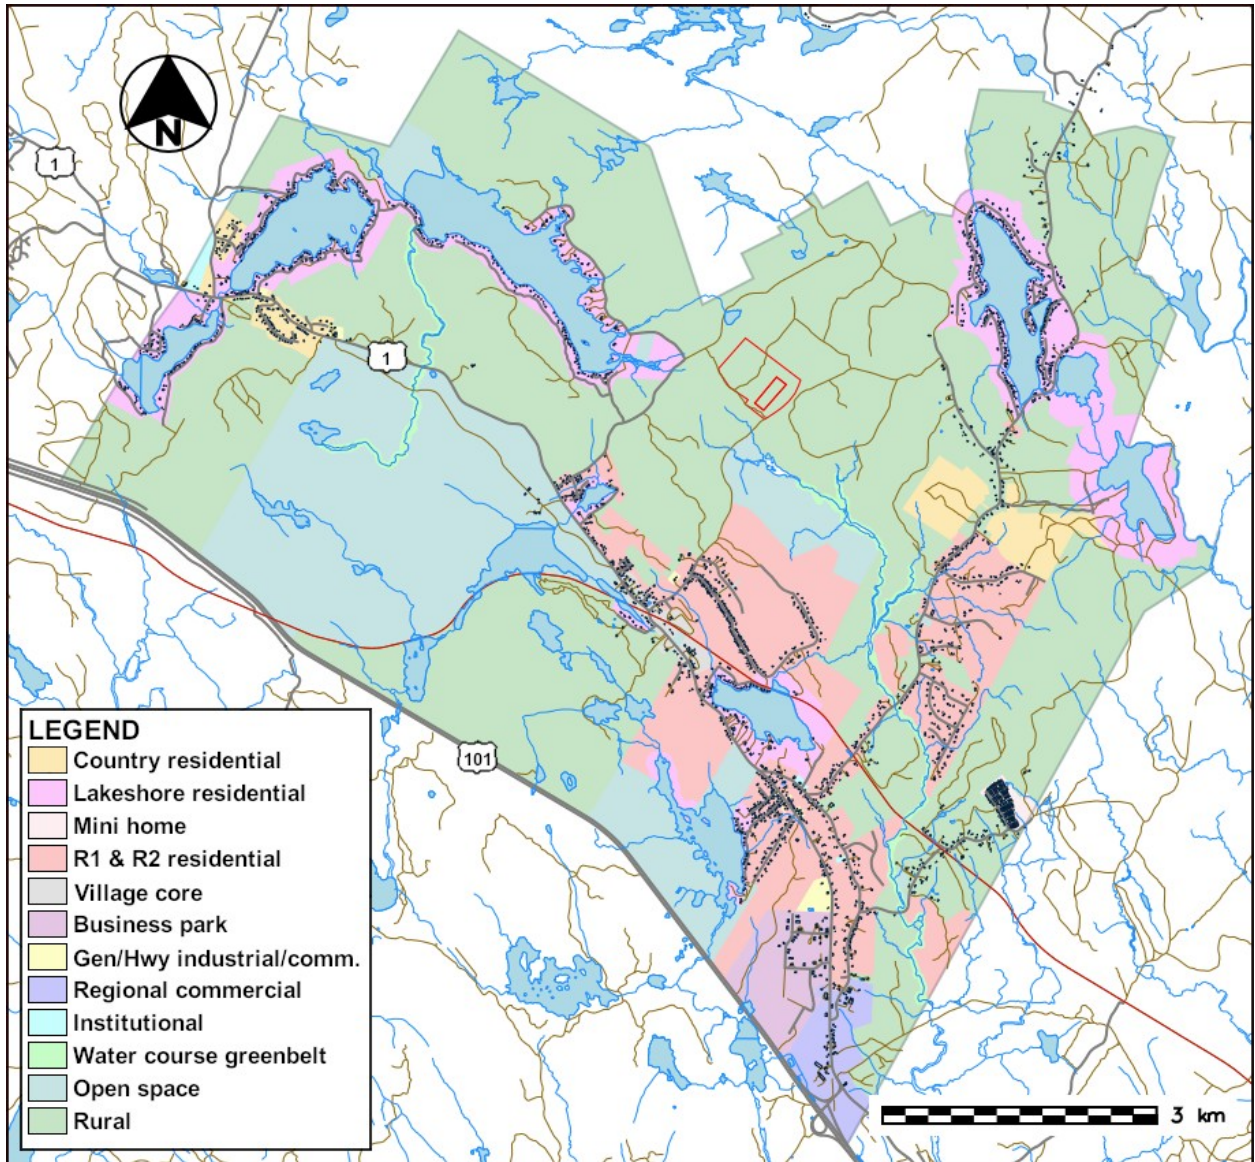 N
1
1
101
LEGEND
Country residential
Lakeshore residential
Mini home
R1 & R2 residential
Village core
Business park
Gen/Hwy industrial/comm.
Regional commercial
Institutional
Water course greenbelt
Open space
Rural
3 km